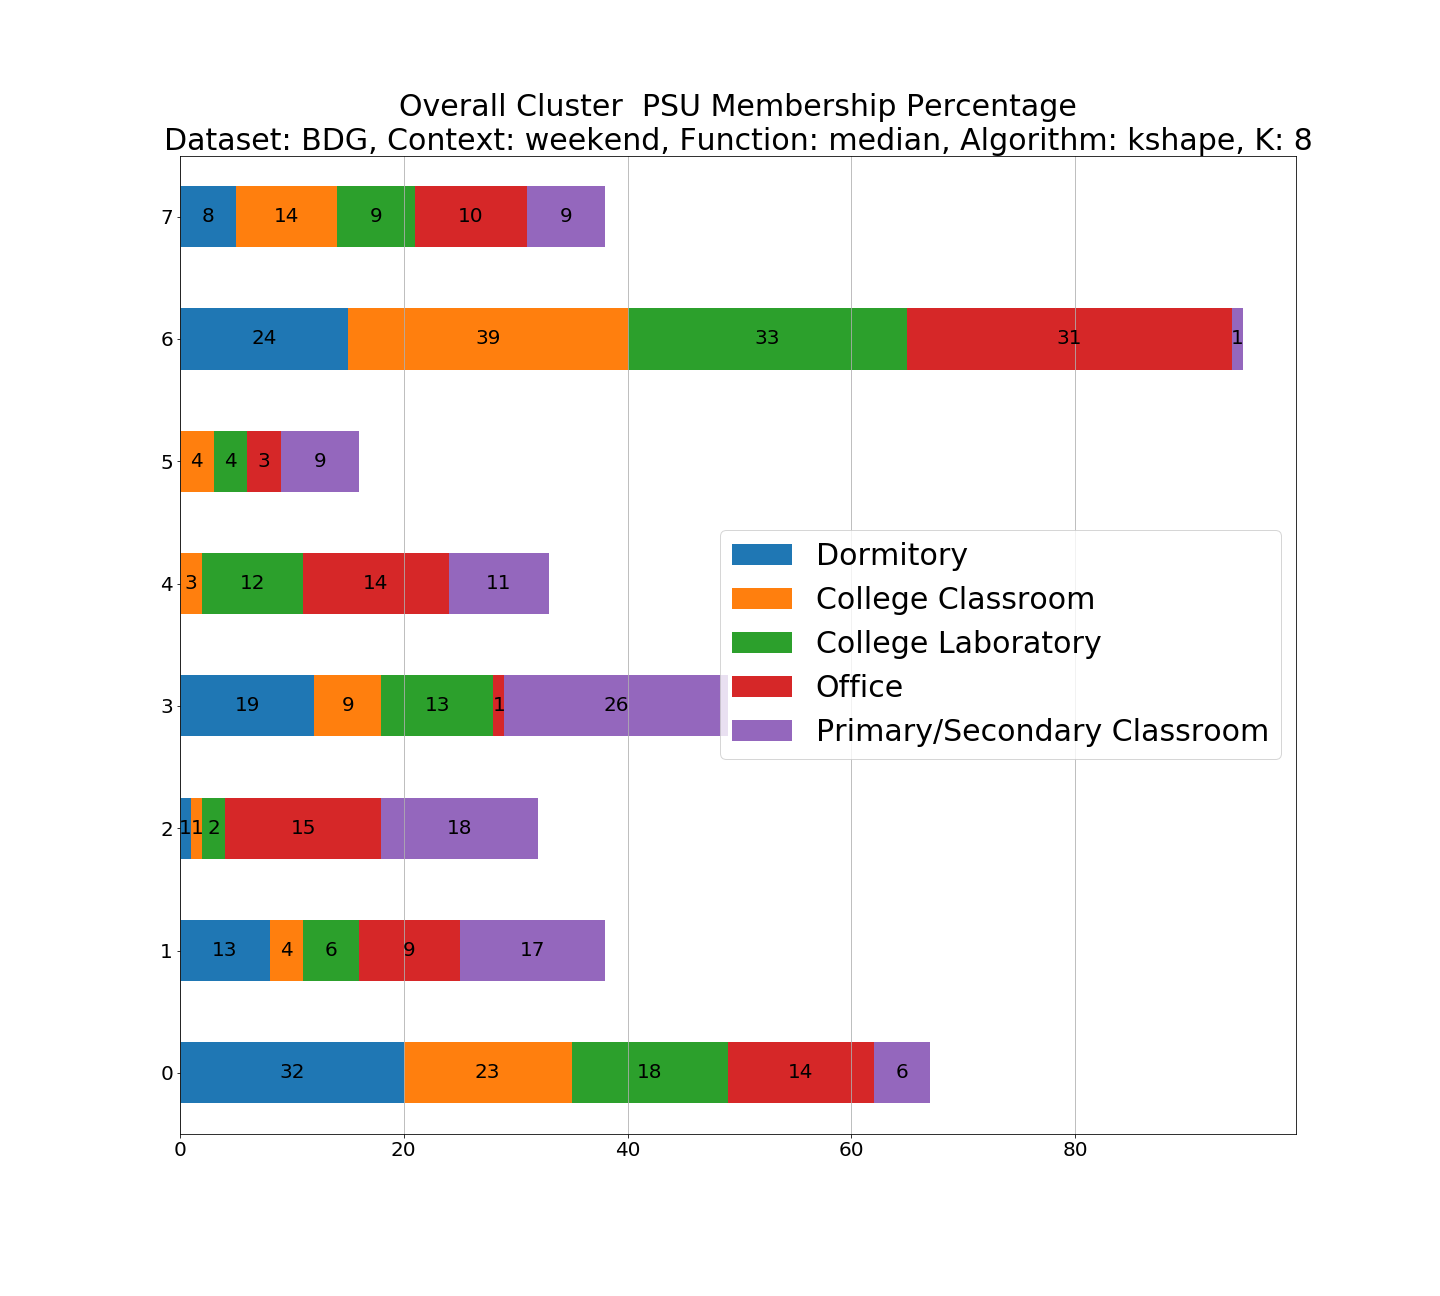 Overall Cluster  PSU Membership Percentage
Dataset: BDG, Context: weekend, Function: median, Algorithm: kshape, K: 8
7 8 14 9 10 9
6 24 39 33 31 1
5 4 4 3 9
4 3 12 14 11
3 19 9 13 1 26
2 1 1 2 15 18
1 13 4 6 9 17
0 32 23 18 14 6
0 20 40 60 80
Dormitory
College Classroom
College Laboratory
Office
Primary/Secondary Classroom